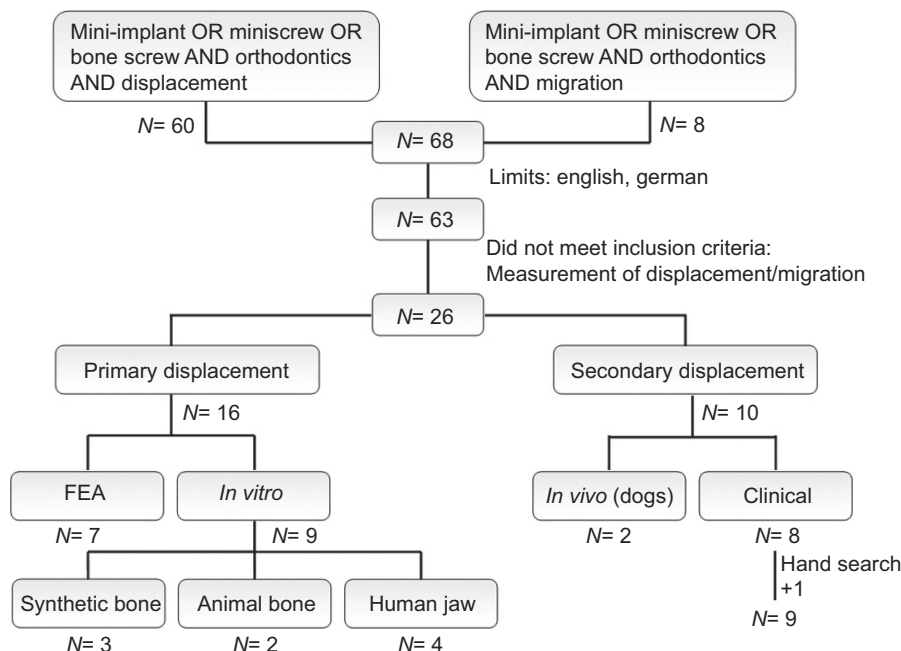 Mini-implant OR miniscrew OR
bone screw AND orthodontics
AND displacement
Mini-implant OR miniscrew OR
bone screw AND orthodontics
AND migration
N= 60
N= 8
N= 68
Limits: english, german
N= 63
Did not meet inclusion criteria:
Measurement of displacement/migration
N= 26
Primary displacement
Secondary displacement
N= 16
N= 10
FEA
In vitro
In vivo (dogs)
Clinical
N= 7
N= 9
N= 2
N= 8
Hand search
+1
Synthetic bone
Animal bone
Human jaw
N= 9
N= 3
N= 2
N= 4